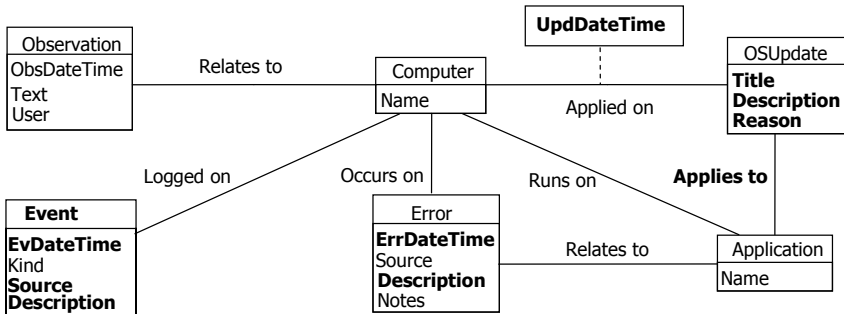 UpdDateTime
Observation
ObsDateTime
Text
User
Relates to
Computer
Name
Applied on
OSUpdate
Title
Description
Reason
Logged on
Occurs on
Runs on
Applies to
Event
EvDateTime
Kind
Source
Description
Error
ErrDateTime
Source
Description
Notes
Relates to
Application
Name